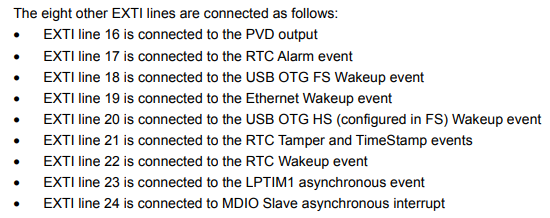 The eight other EXTI lines are connected as follows:
• EXTI line 16 is connected to the PVD output
• EXTI line 17 is connected to the RTC Alarm event
• EXTI line 18 is connected to the USB OTG FS Wakeup event
• EXTI line 19 is connected to the Ethernet Wakeup event
• EXTI line 20 is connected to the USB OTG HS (configured in FS) Wakeup event
• EXTI line 21 is connected to the RTC Tamper and TimeStamp events
• EXTI line 22 is connected to the RTC Wakeup event
• EXTI line 23 is connected to the LPTIM1 asynchronous event
• EXTI line 24 is connected to MDIO Slave asynchronous interrupt